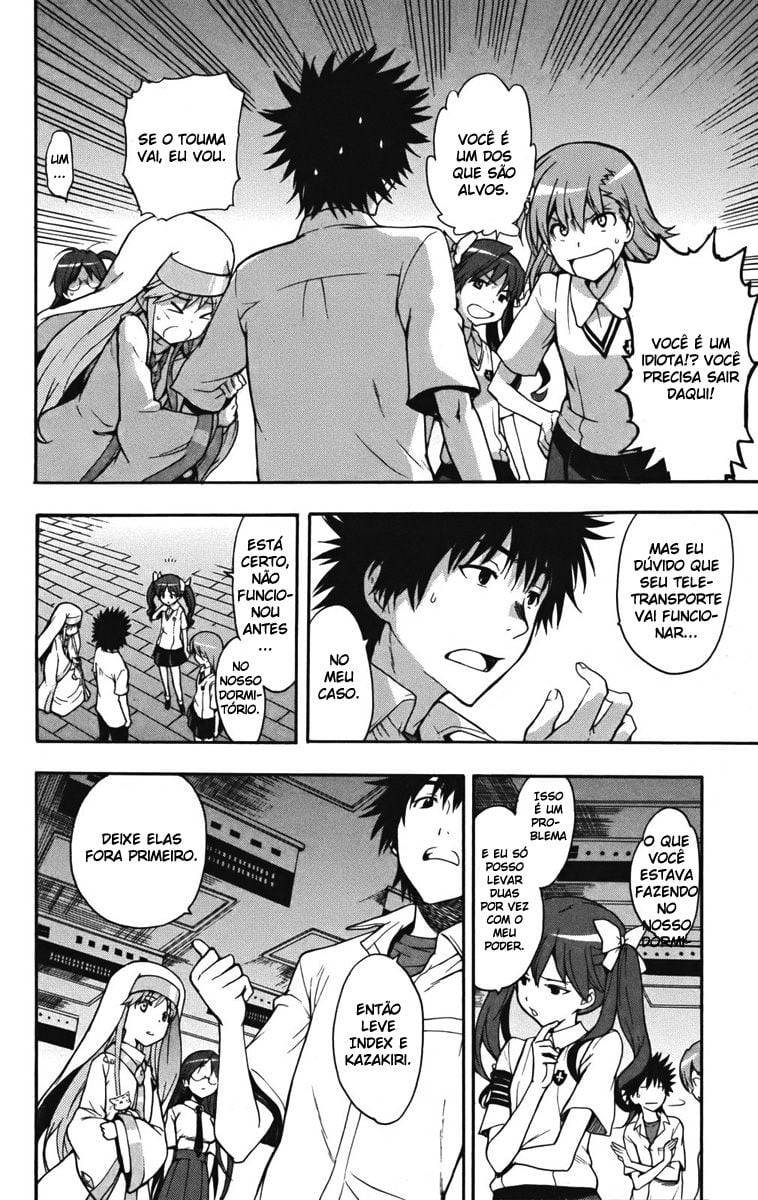 VOCÊ É UM
IDIOTA!? VOCÊ
PRECISA SAIR
DAQUI!
VOCÊ É
UM DOS
QUE SÃO
ALVOS.
SE O TOUMA
VAI, EU VOU.
UM
...
MAS EU
DÚVIDO QUE
SEU TELE-
TRANSPORTE
VAI FUNCIO-
NAR...
NO
MEU
CASO.
ESTÁ
CERTO,
NÃO
FUNCIO-
NOU
ANTES
...
NO
NOSSO
DORMI-
TÓRIO.
O QUE
VOCÊ
ESTAVA
FAZENDO
NO
NOSSO
DORMI-
ISSO
É UM
PRO-
BLEMA
E EU SÓ
POSSO
LEVAR
DUAS
POR VEZ
COM O
MEU
PODER.
ENTÃO
LEVE
INDEX E
KAZAKIRI.
DEIXE ELAS
FORA PRIMEIRO.